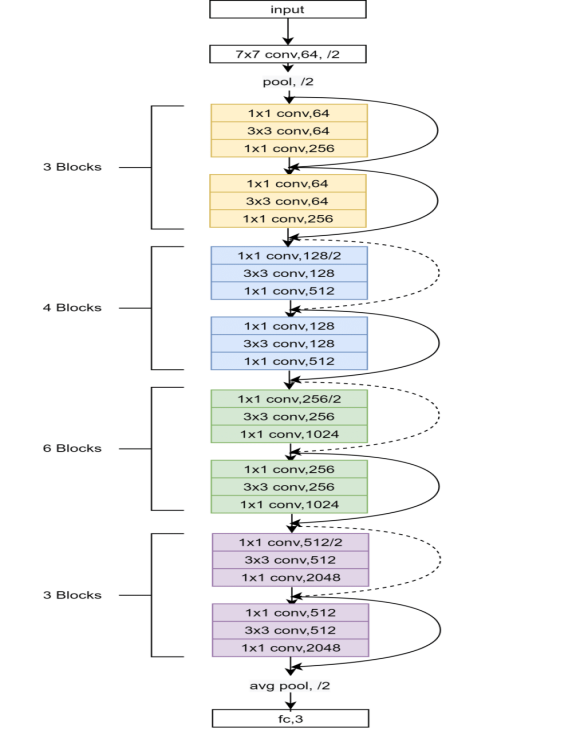 input
7x7 conv,64, /2
pool, /2
1x1 conv,64
3x3 conv,64
1x1 conv,256
3 Blocks
1x1 conv,64
3x3 conv,64
1x1 conv,256
1x1 conv,128/2
3x3 conv,128
1x1 conv,512
4 Blocks
1x1 conv,128
3x3 conv,128
1x1 conv,512
1x1 conv,256/2
3x3 conv,256
1x1 conv,1024
6 Blocks
1x1 conv,256
3x3 conv,256
1x1 conv,1024
1x1 conv,512/2
3x3 conv,512
1x1 conv,2048
3 Blocks
1x1 conv,512
3x3 conv,512
1x1 conv,2048
avg pool, /2
fc,3